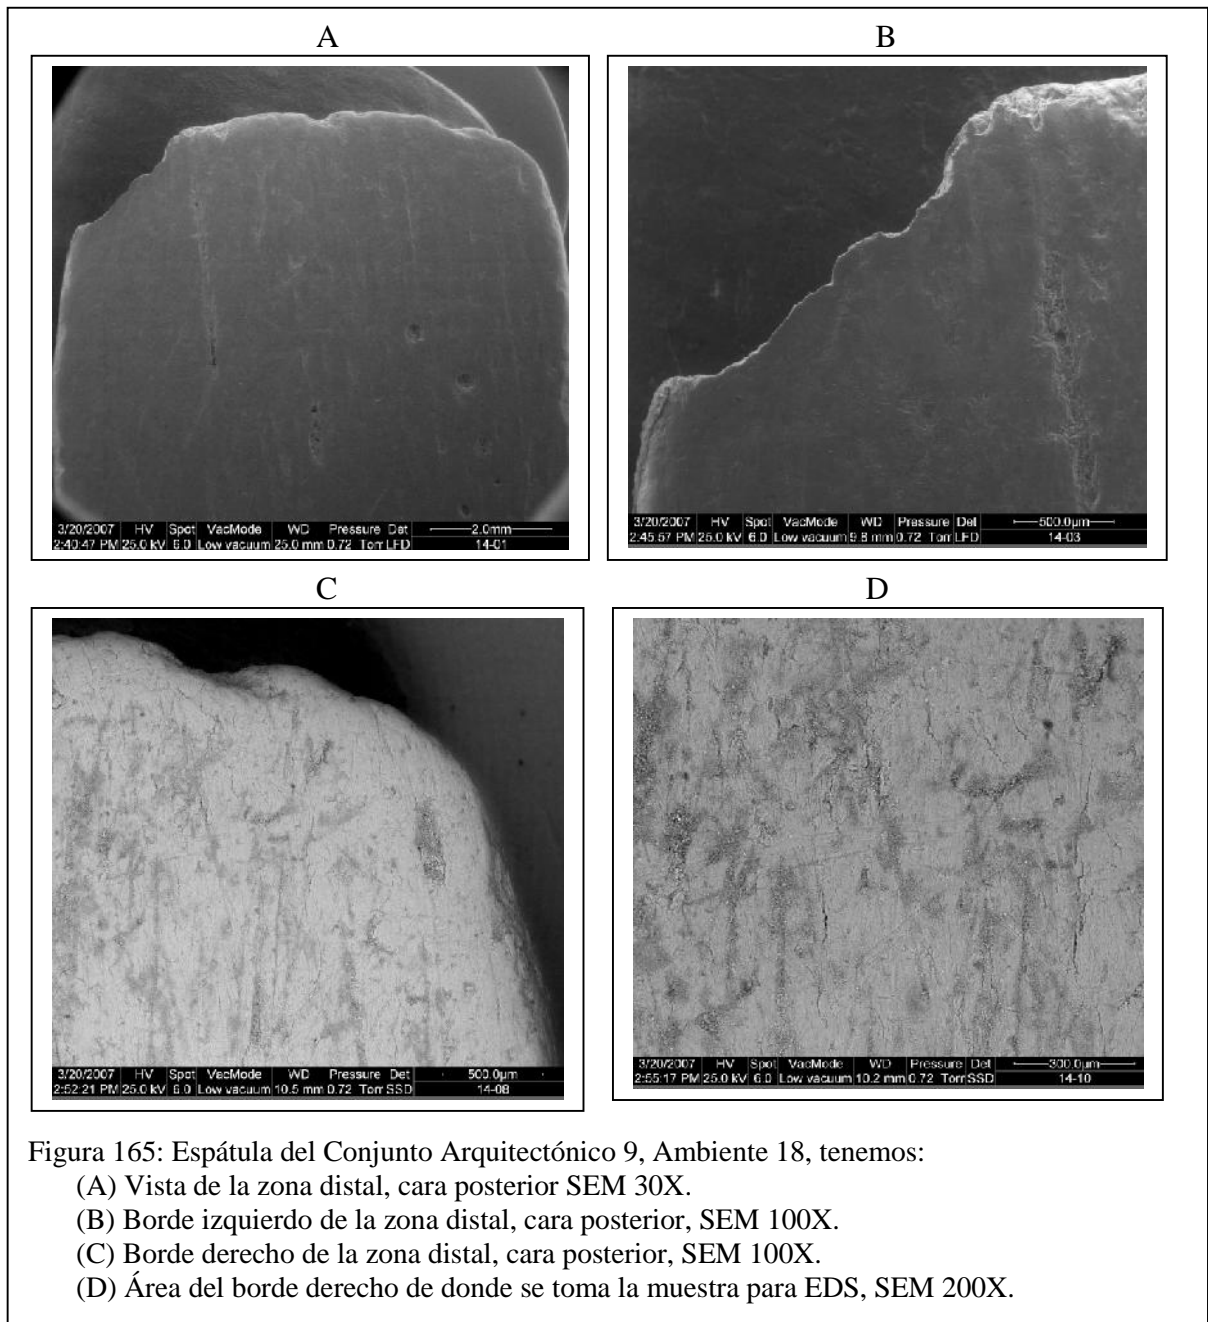 A
B
3/20/2007 HV Spot VacMode WD Pressure Det 2.0mm
2:40:47 PM 25.0 kV 6.0 Low vacuum 25.0 mm 0.72 Torr LFD 14-01
3/20/2007 HV Spot VacMode WD Pressure Det 500.0µm
2:45:57 PM 25.0 kV 6.0 Low vacuum 9.8 mm 0.72 Torr LFD 14-03
C
D
3/20/2007 HV Spot VacMode WD Pressure Det 500.0µm
2:52:21 PM 25.0 kV 6.0 Low vacuum 10.5 mm 0.72 Torr SSD 14-08
3/20/2007 HV Spot VacMode WD Pressure Det 300.0µm
2:55:17 PM 25.0 kV 6.0 Low vacuum 10.2 mm 0.72 Torr SSD 14-10
Figura 165: Espátula del Conjunto Arquitectónico 9, Ambiente 18, tenemos:
(A) Vista de la zona distal, cara posterior SEM 30X.
(B) Borde izquierdo de la zona distal, cara posterior, SEM 100X.
(C) Borde derecho de la zona distal, cara posterior, SEM 100X.
(D) Área del borde derecho de donde se toma la muestra para EDS, SEM 200X.